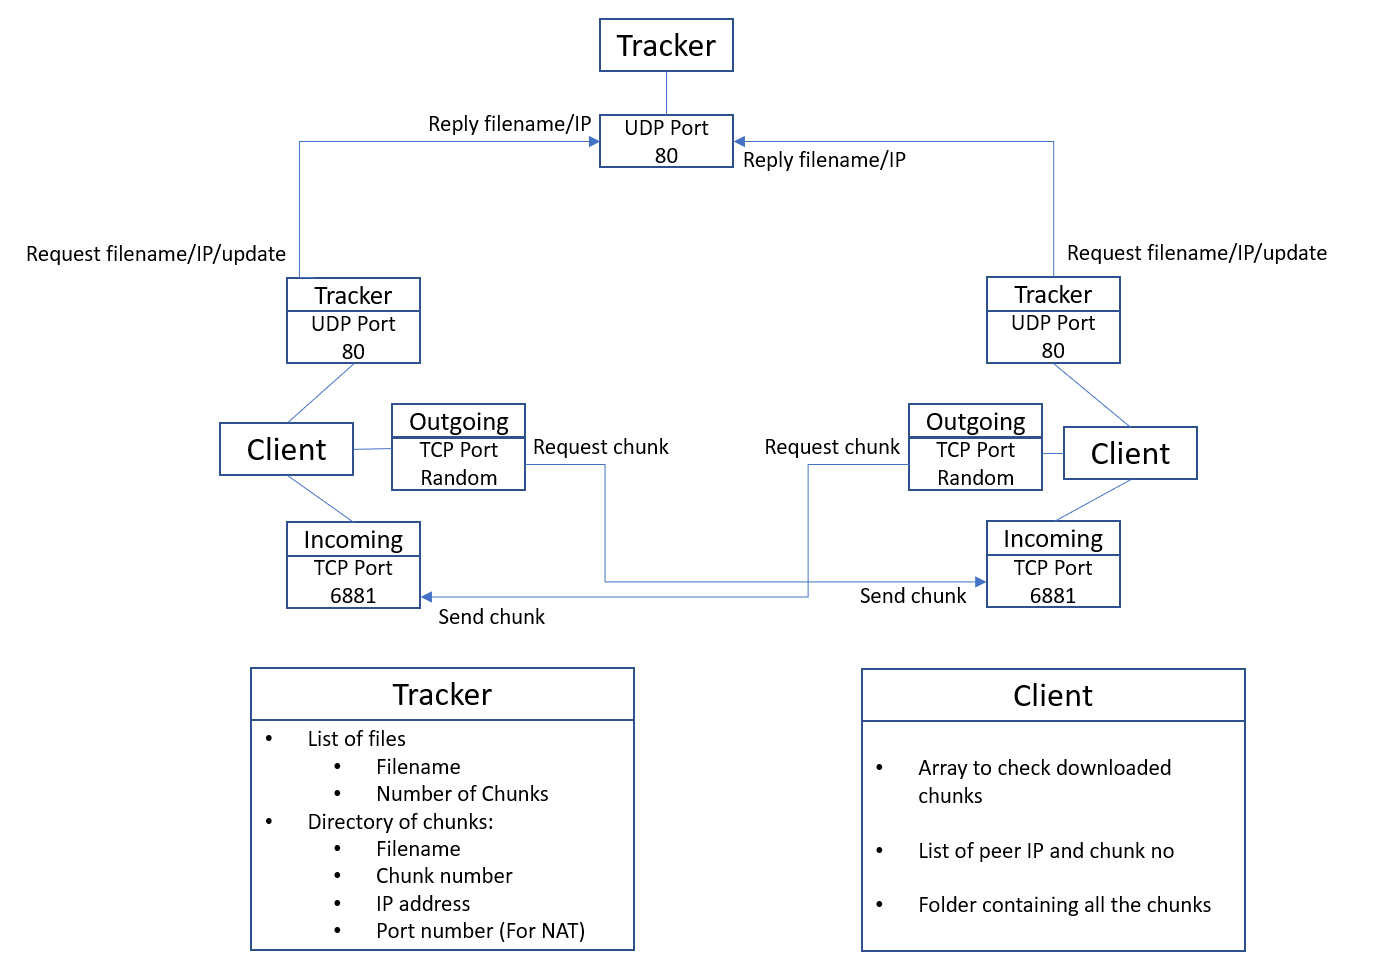 Tracker
Reply filename/IP
UDP Port
80
Reply filename/IP
Request filename/IP/update
Request filename/IP/update
Tracker
UDP Port
80
Tracker
UDP Port
80
Client
Outgoing
TCP Port
Random
Request chunk
Request chunk
Outgoing
TCP Port
Random
Client
Incoming
TCP Port
6881
Send chunk
Send chunk
Incoming
TCP Port
6881
Tracker
• List of files
• Filename
• Number of Chunks
• Directory of chunks:
• Filename
• Chunk number
• IP address
• Port number (For NAT)
Client
• Array to check downloaded
chunks
• List of peer IP and chunk no
• Folder containing all the chunks